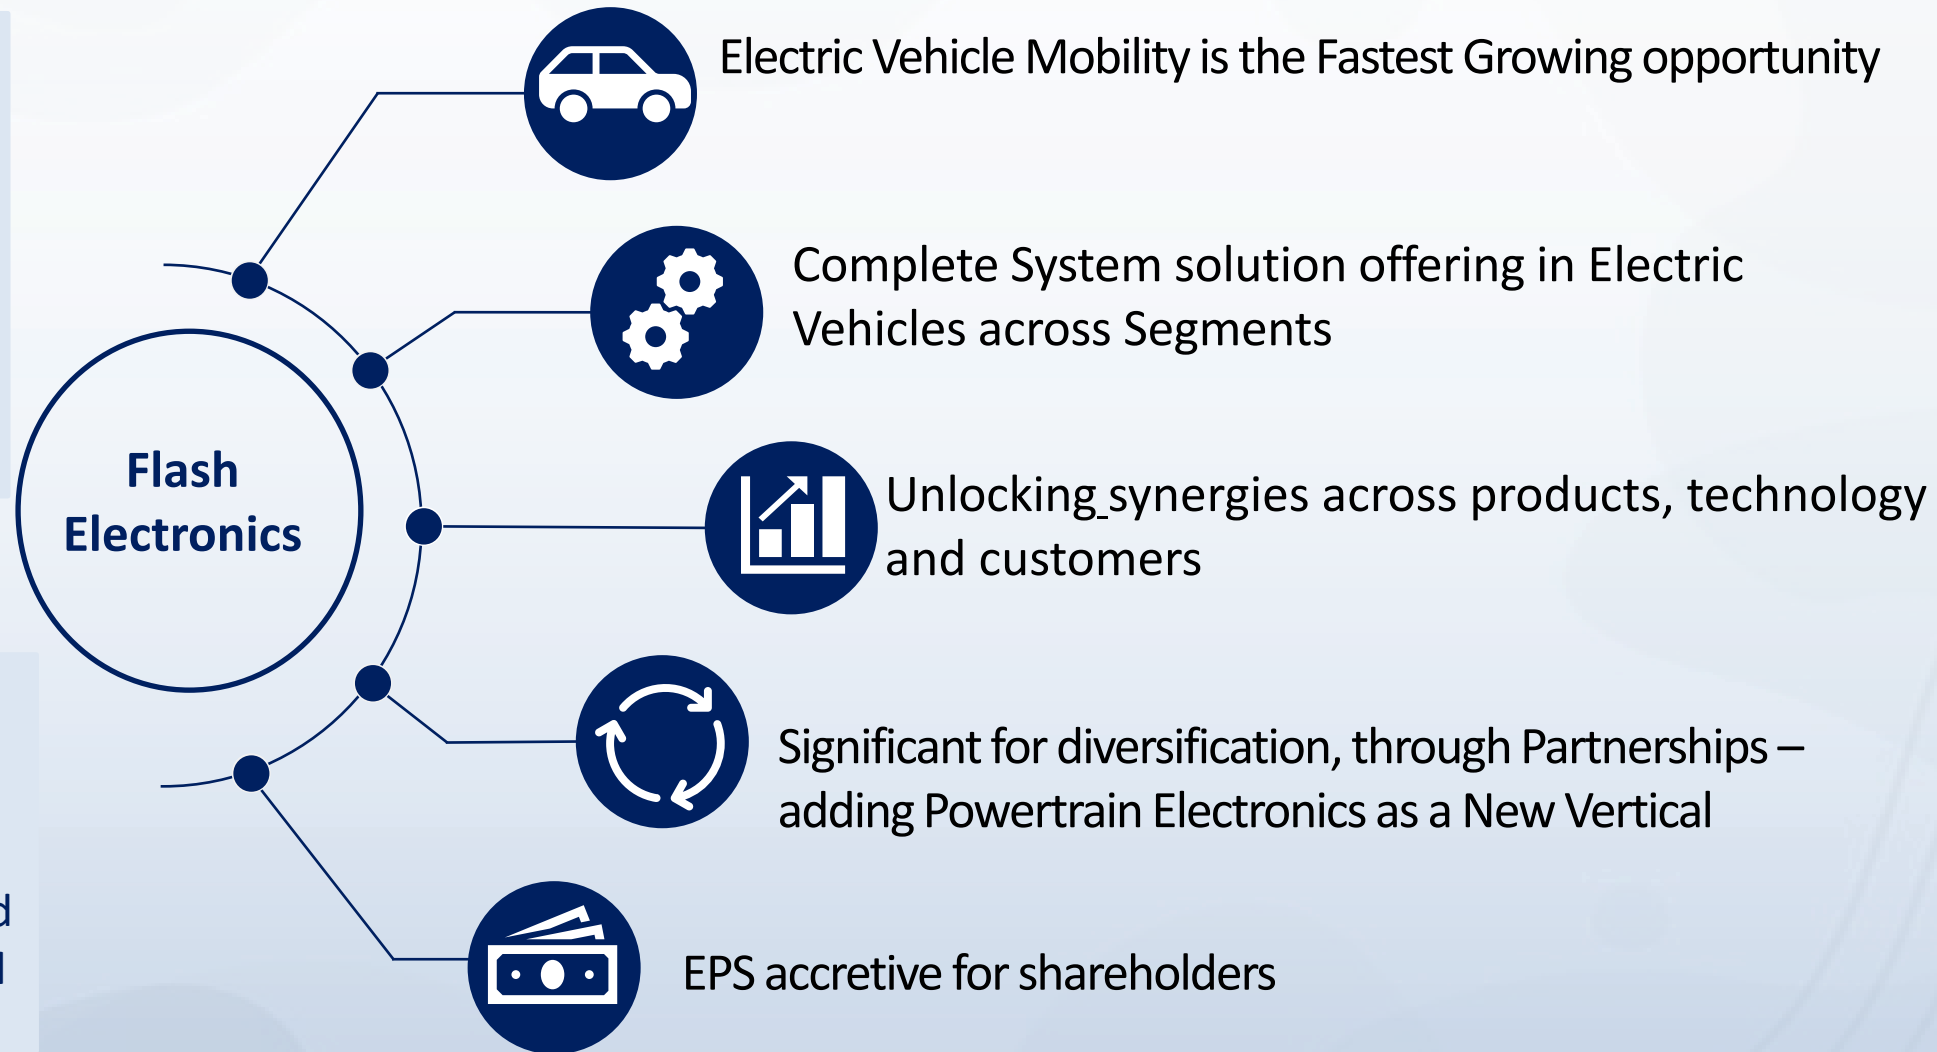 Electric Vehicle Mobility is the Fastest Growing opportunity
Complete System solution offering in Electric
Vehicles across Segments
Flash
Electronics
Unlocking synergies across products, technology
and customers
Significant for diversification, through Partnerships –
adding Powertrain Electronics as a New Vertical
EPS accretive for shareholders